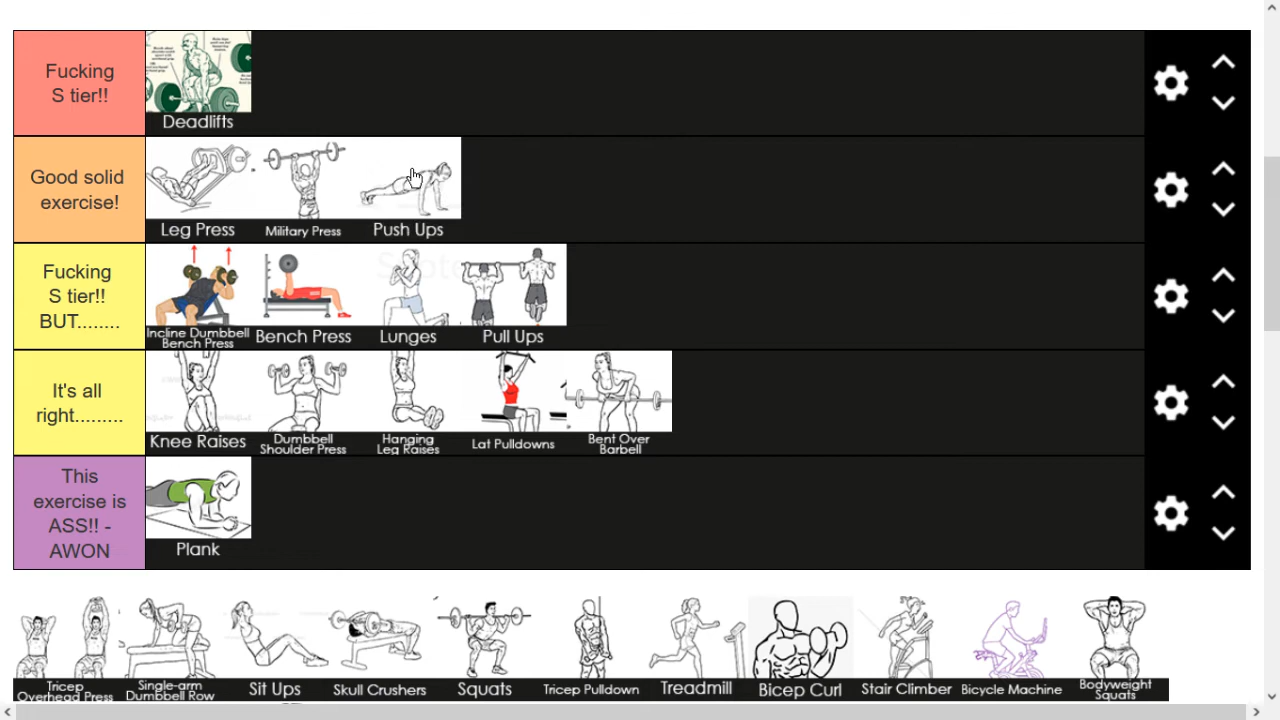 Fucking
S tier!!
Deadlifts
Good solid
exercise!
Leg Press
Military Press
Push Ups
Fucking
S tier!!
BUT........
Incline Dumbbell
Bench Press
Bench Press
Lunges
Pull Ups
It's all
right.........
Knee Raises
Dumbbell
Shoulder Press
Hanging
Leg Raises
Lat Pulldowns
Bent Over
Barbell
This
exercise is
ASS!! -
AWON
Plank
Tricep
Overhead Press
Single-arm
Dumbbell Row
Sit Ups
Skull Crushers
Squats
Tricep Pulldown
Treadmill
Bicep Curl
Stair Climber
Bicycle Machine
Bodyweight
Squats